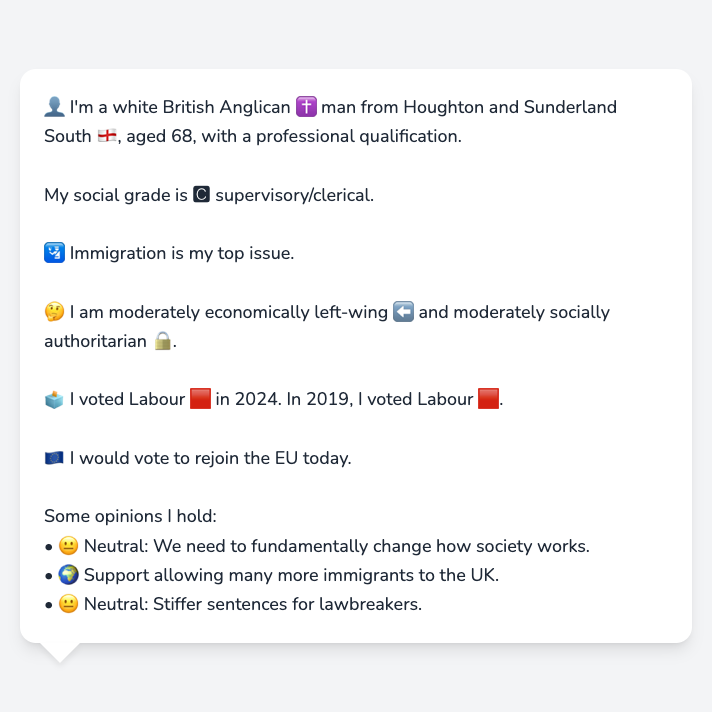 👤 I'm a white British Anglican ✝️ man from Houghton and Sunderland
South 🏴󠁧󠁢󠁥󠁮󠁧󠁿, aged 68, with a professional qualification.
My social grade is 🅲 supervisory/clerical.
🛂 Immigration is my top issue.
🤔 I am moderately economically left-wing ⬅️ and moderately socially
authoritarian 🔒.
🗳️ I voted Labour 🟥 in 2024. In 2019, I voted Labour 🟥.
🇪🇺 I would vote to rejoin the EU today.
Some opinions I hold:
• 😐 Neutral: We need to fundamentally change how society works.
• 🌍 Support allowing many more immigrants to the UK.
• 😐 Neutral: Stiffer sentences for lawbreakers.